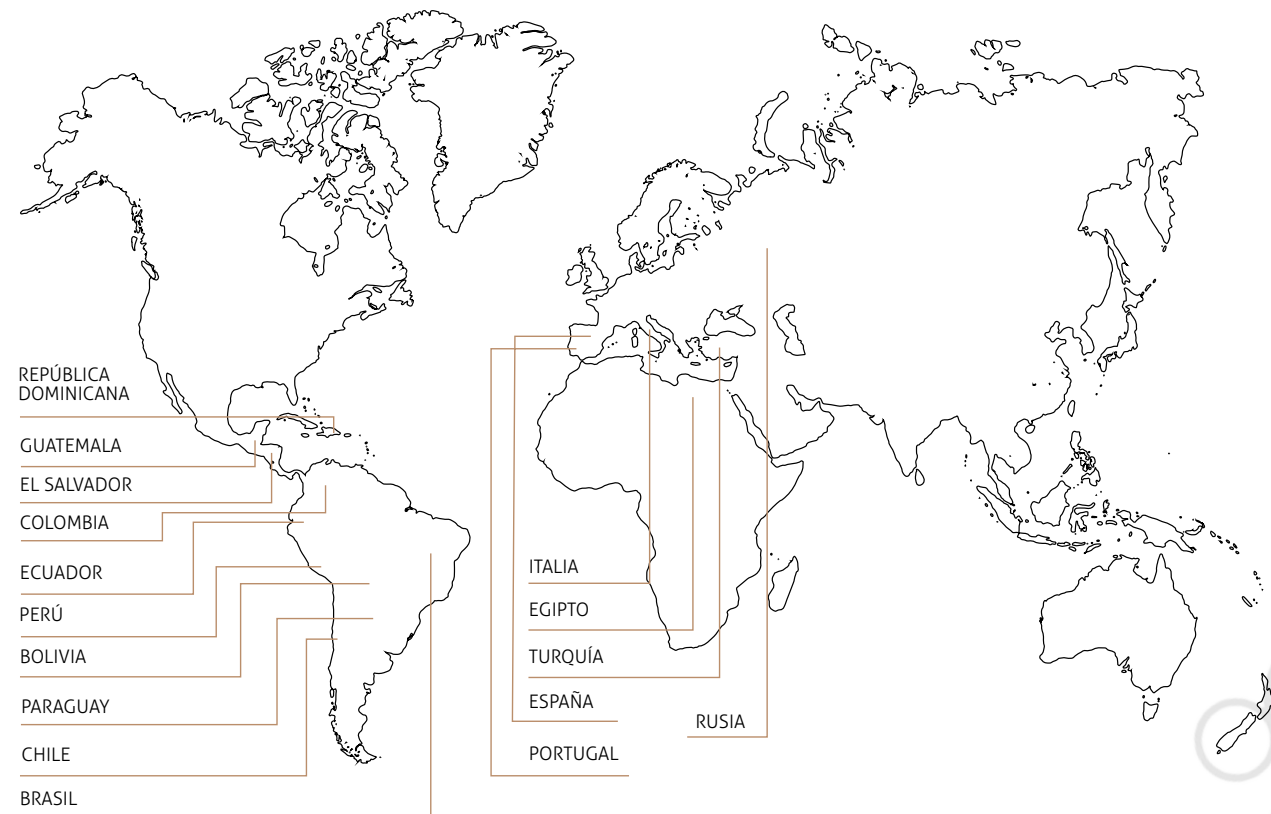 REPÚBLICA
DOMINICANA
GUATEMALA
EL SALVADOR
COLOMBIA
ECUADOR
PERÚ
BOLIVIA
PARAGUAY
CHILE
BRASIL
ITALIA
EGIPTO
TURQUÍA
ESPAÑA
PORTUGAL
RUSIA